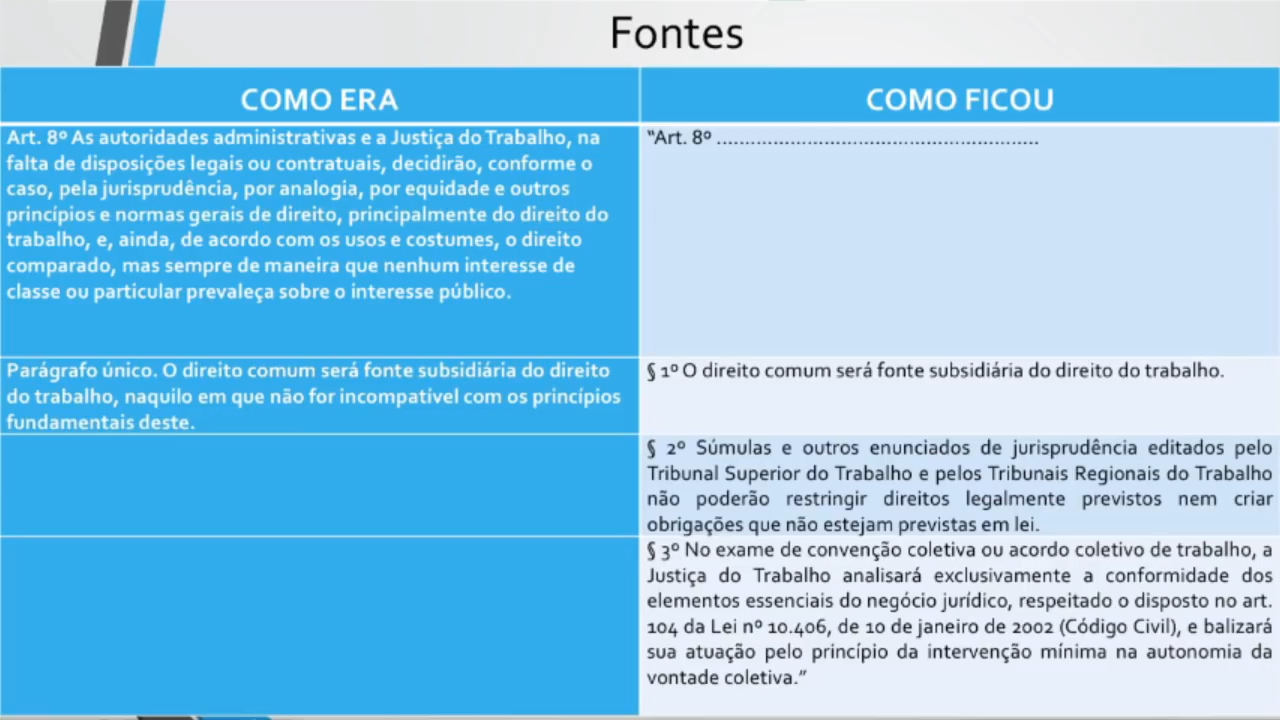 Fontes
COMO ERA
COMO FICOU
Art. 8º As autoridades administrativas e a Justiça do Trabalho, na
falta de disposições legais ou contratuais, decidirão, conforme o
caso, pela jurisprudência, por analogia, por equidade e outros
princípios e normas gerais de direito, principalmente do direito do
trabalho, e, ainda, de acordo com os usos e costumes, o direito
comparado, mas sempre de maneira que nenhum interesse de
classe ou particular prevaleça sobre o interesse público.
“Art. 8º ......................................................
Parágrafo único. O direito comum será fonte subsidiária do direito
do trabalho, naquilo em que não for incompatível com os princípios
fundamentais deste.
§ 1º O direito comum será fonte subsidiária do direito do trabalho.
§ 2º Súmulas e outros enunciados de jurisprudência editados pelo
Tribunal Superior do Trabalho e pelos Tribunais Regionais do Trabalho
não poderão restringir direitos legalmente previstos nem criar
obrigações que não estejam previstas em lei.
§ 3º No exame de convenção coletiva ou acordo coletivo de trabalho, a
Justiça do Trabalho analisará exclusivamente a conformidade dos
elementos essenciais do negócio jurídico, respeitado o disposto no art.
104 da Lei nº 10.406, de 10 de janeiro de 2002 (Código Civil), e balizará
sua atuação pelo princípio da intervenção mínima na autonomia da
vontade coletiva.”